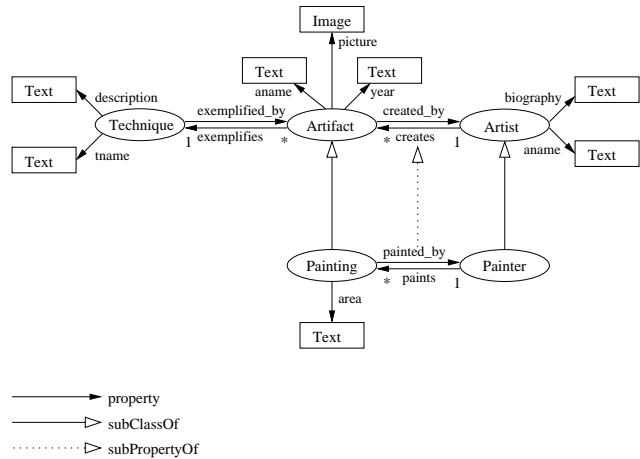 Image
picture
Text
aname
Text
year
Text
description
Technique
Text
tname
exemplified_by
exemplifies
1
*
Artifact
created_by
creates
*
1
Artist
biography
Text
aname
Text
Painting
painted_by
paints
*
1
Painter
area
Text
property
subClassOf
subPropertyOf